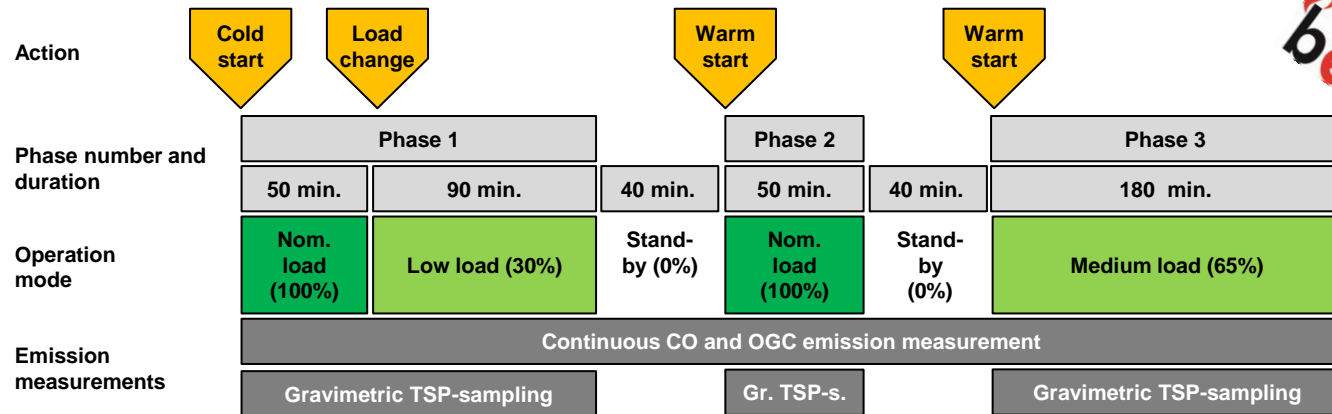 Action
Cold
start
Load
change
Warm
start
Warm
start
Phase number and
duration
Phase 1
Phase 2
Phase 3
50 min.
90 min.
40 min.
50 min.
40 min.
180 min.
Operation
mode
Nom.
load
(100%)
Low load (30%)
Stand-
by (0%)
Nom.
load
(100%)
Stand-
by
(0%)
Medium load (65%)
Emission
measurements
Continuous CO and OGC emission measurement
Gravimetric TSP-sampling
Gr. TSP-s.
Gravimetric TSP-sampling